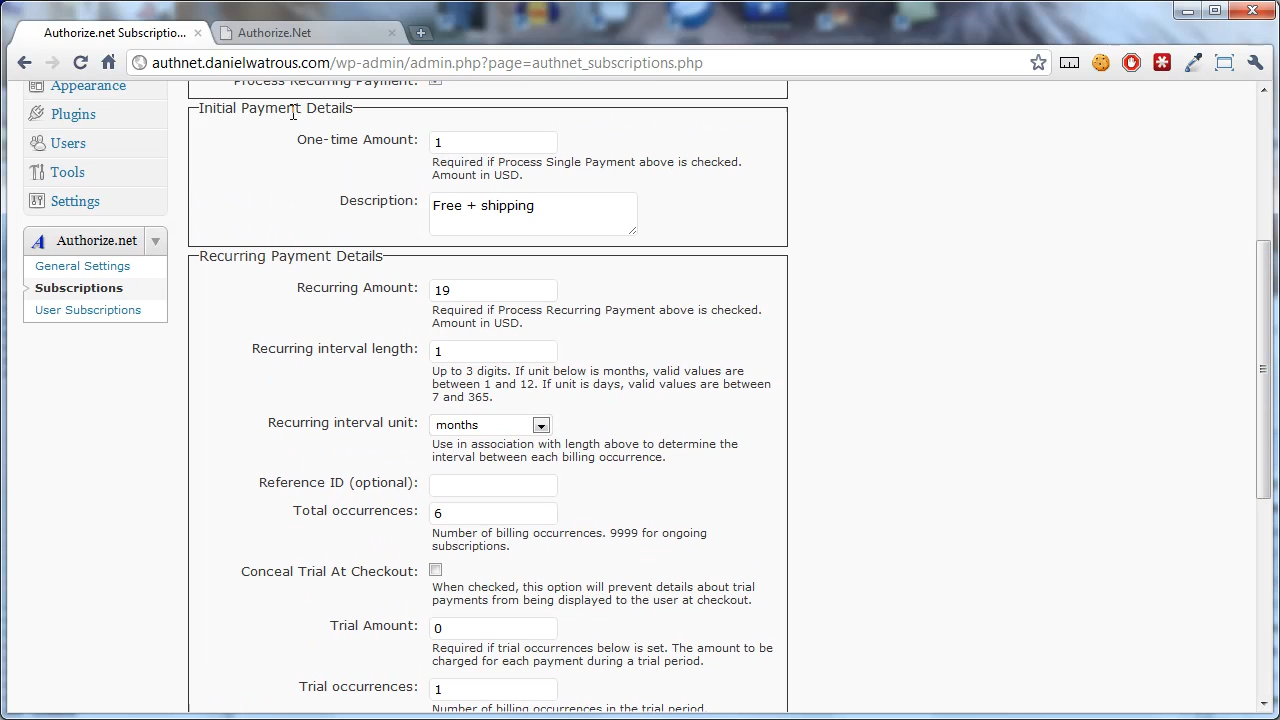 Authorize.net Subscriptio...
Authorize.Net
authnet.danielwatrous.com/wp-admin/admin.php?page=authnet_subscriptions.php
Appearance
Plugins
Users
Tools
Settings
Authorize.net
General Settings
Subscriptions
User Subscriptions
Process Recurring Payment:
Initial Payment Details
One-time Amount:
1
Required if Process Single Payment above is checked.
Amount in USD.
Description:
Free + shipping
Recurring Payment Details
Recurring Amount:
19
Required if Process Recurring Payment above is checked.
Amount in USD.
Recurring interval length:
1
Up to 3 digits. If unit below is months, valid values are
between 1 and 12. If unit is days, valid values are between
7 and 365.
Recurring interval unit:
months
Use in association with length above to determine the
interval between each billing occurrence.
Reference ID (optional):
Total occurrences:
6
Number of billing occurrences. 9999 for ongoing
subscriptions.
Conceal Trial At Checkout:
When checked, this option will prevent details about trial
payments from being displayed to the user at checkout.
Trial Amount:
0
Required if trial occurrences below is set. The amount to be
charged for each payment during a trial period.
Trial occurrences:
1
Number of billing occurrences in the trial period.